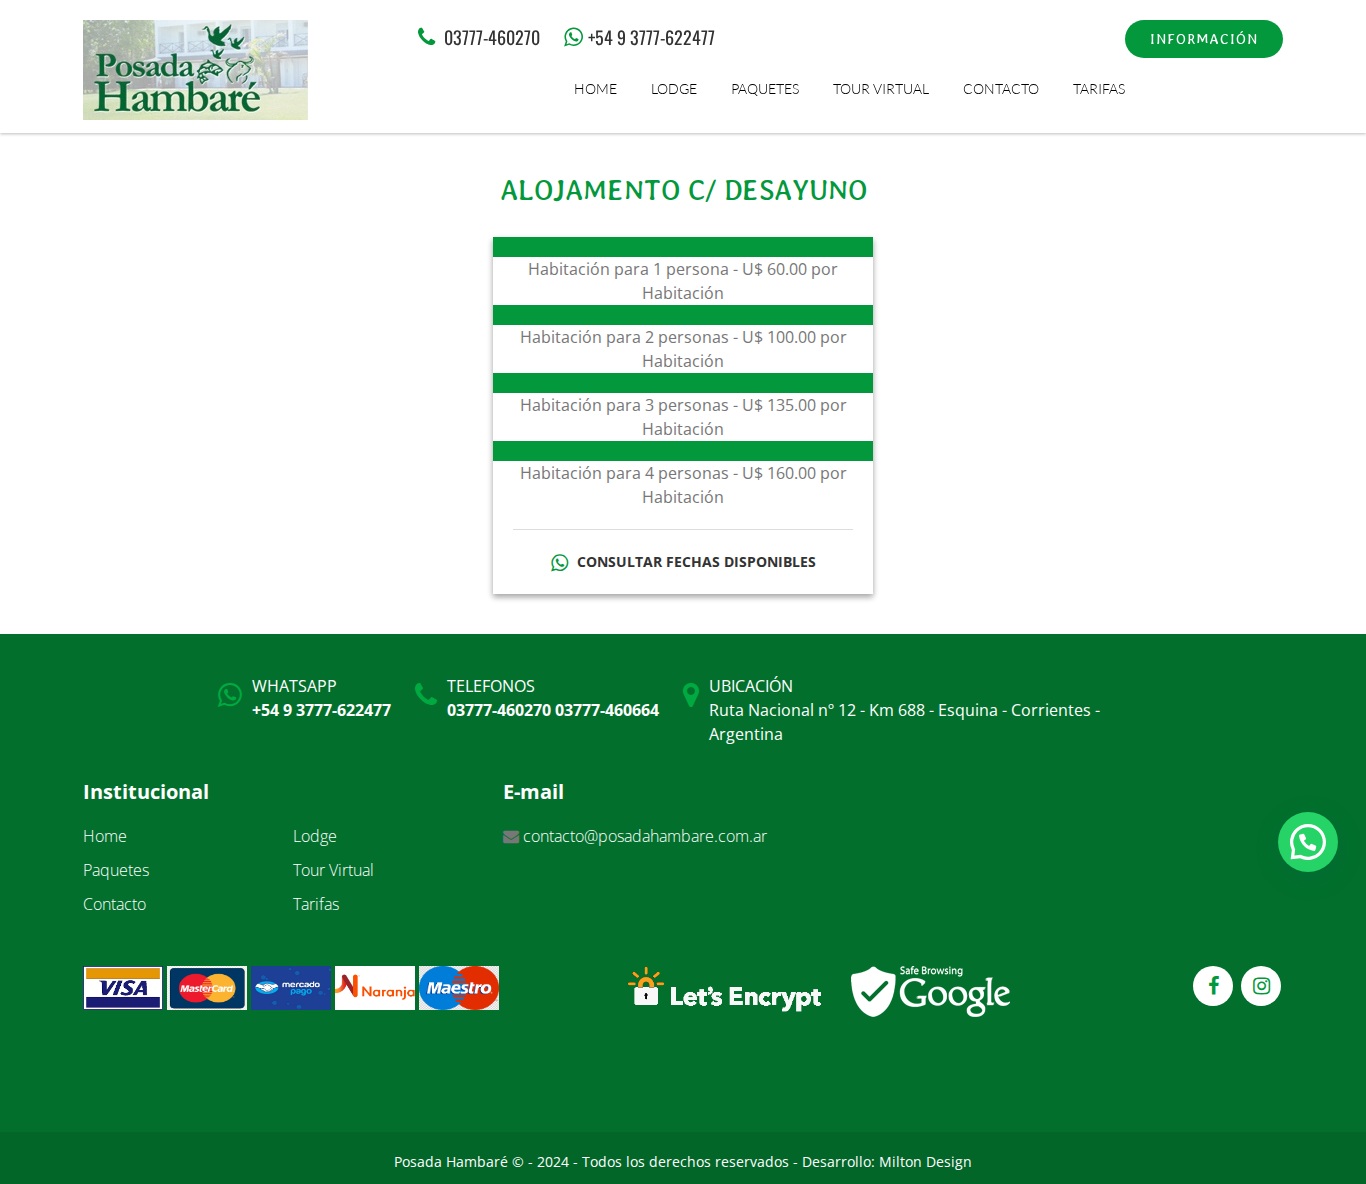 Posada
Hambaré
03777-460270
+54 9 3777-622477
INFORMACIÓN
HOME
LODGE
PAQUETES
TOUR VIRTUAL
CONTACTO
TARIFAS
ALOJAMENTO C/ DESAYUNO
Habitación para 1 persona - U$ 60.00 por
Habitación
Habitación para 2 personas - U$ 100.00 por
Habitación
Habitación para 3 personas - U$ 135.00 por
Habitación
Habitación para 4 personas - U$ 160.00 por
Habitación
CONSULTAR FECHAS DISPONIBLES
WHATSAPP
+54 9 3777-622477
TELEFONOS
03777-460270 03777-460664
UBICACIÓN
Ruta Nacional nº 12 - Km 688 - Esquina - Corrientes -
Argentina
Institucional
Home
Lodge
Paquetes
Tour Virtual
Contacto
Tarifas
E-mail
contacto@posadahambare.com.ar
VISA
MasterCard
mercado
pago
Naranja
Maestro
Let's Encrypt
Safe Browsing
Google
Posada Hambaré © - 2024 - Todos los derechos reservados - Desarrollo: Milton Design